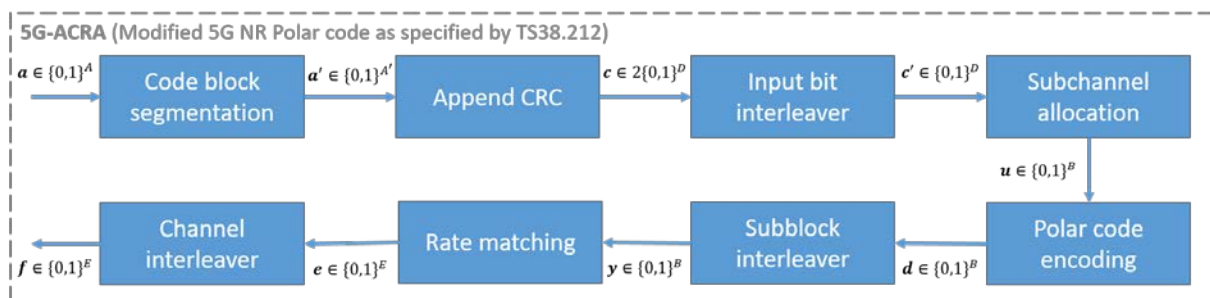 5G-ACRA (Modified 5G NR Polar code as specified by TS38.212)
a ∈ {0,1}^A
Code block
segmentation
a′ ∈ {0,1}^A′
Append CRC
c ∈ 2{0,1}^D
Input bit
interleaver
c′ ∈ {0,1}^D
Subchannel
allocation
u ∈ {0,1}^B
Polar code
encoding
d ∈ {0,1}^B
Subblock
interleaver
y ∈ {0,1}^B
Rate matching
e ∈ {0,1}^E
Channel
interleaver
f ∈ {0,1}^E